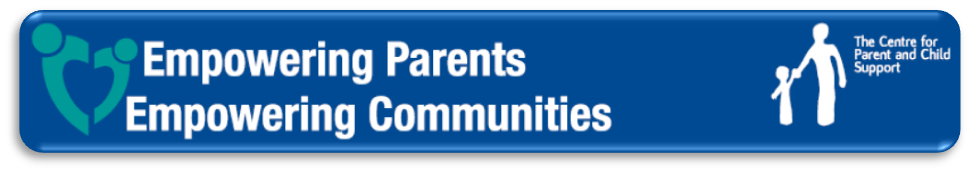 Empowering Parents
Empowering Communities
The Centre for
Parent and Child
Support